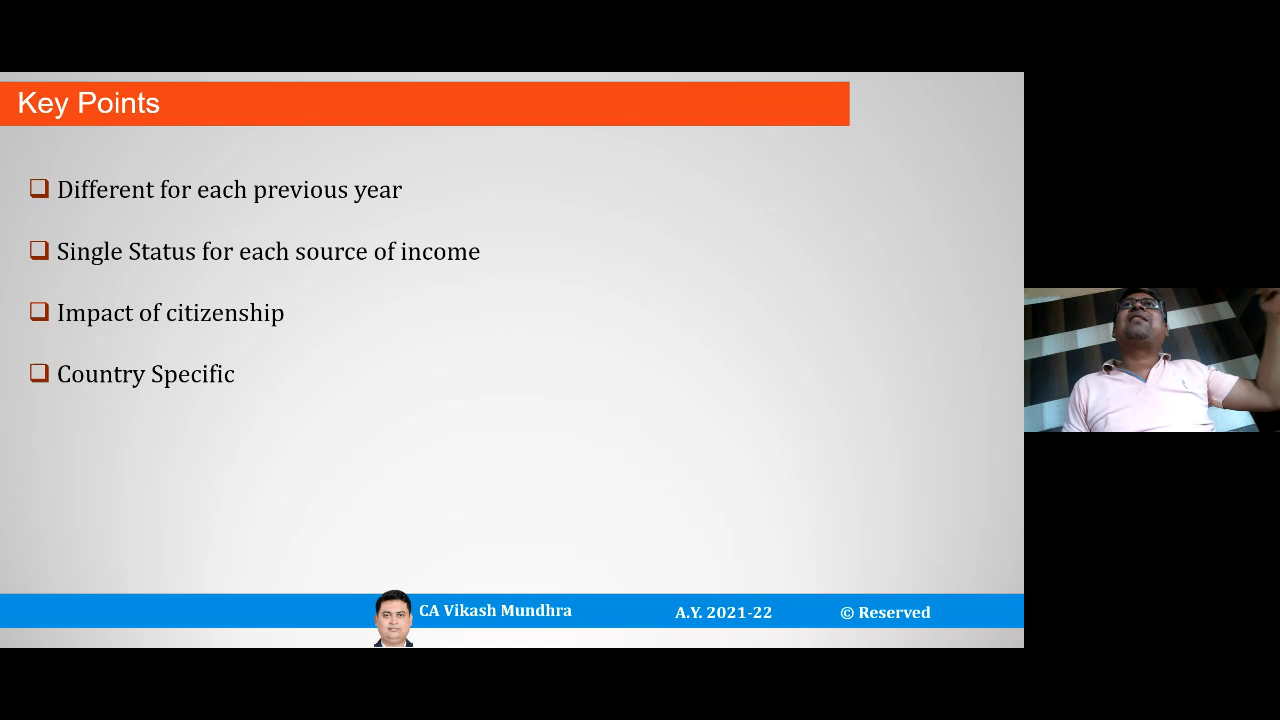 Key Points
Different for each previous year
Single Status for each source of income
Impact of citizenship
Country Specific
CA Vikash Mundhra
A.Y. 2021-22
© Reserved